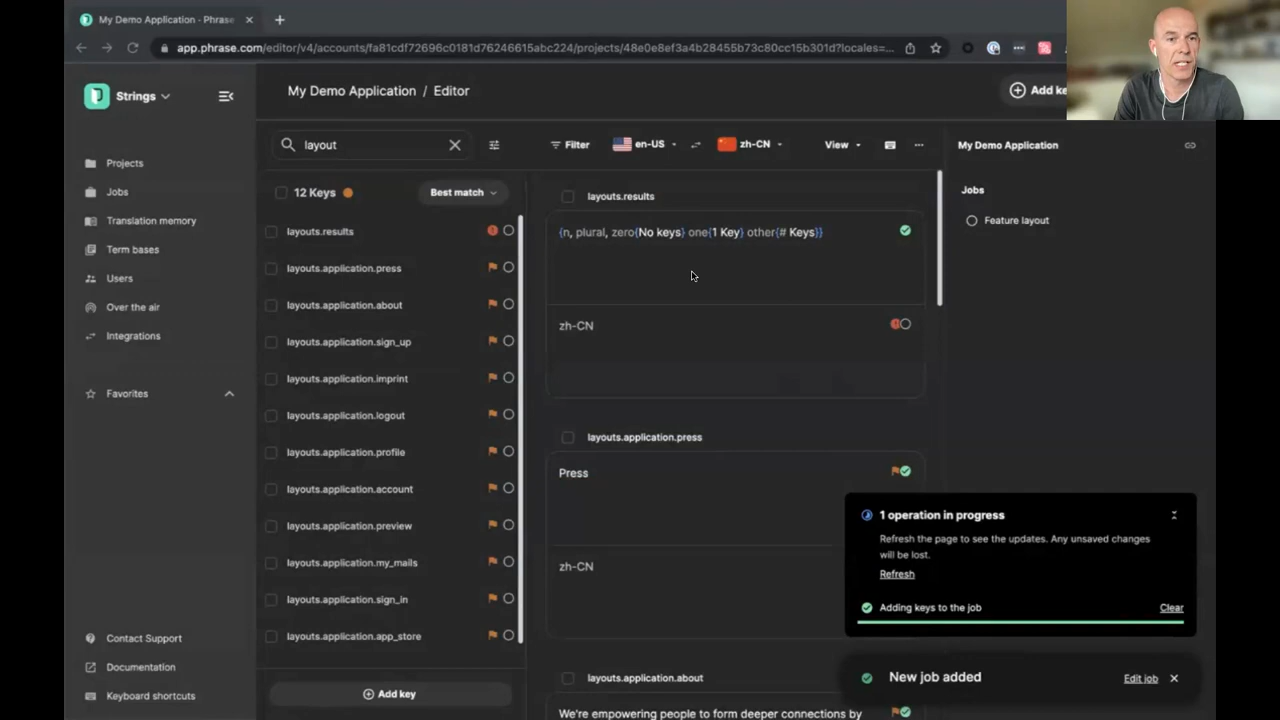 My Demo Application - Phrase
app.phrase.com/editor/v4/accounts/fa81cdf72696c0181d76246615abc224/projects/48e0e8ef3a4b28455b73c80cc15b301d?locales=...
Strings
My Demo Application / Editor
Add ke
Projects
Jobs
Translation memory
Term bases
Users
Over the air
Integrations
Favorites
Contact Support
Documentation
Keyboard shortcuts
layout
12 Keys
Best match
layouts.results
layouts.application.press
layouts.application.about
layouts.application.sign_up
layouts.application.imprint
layouts.application.logout
layouts.application.profile
layouts.application.account
layouts.application.preview
layouts.application.my_mails
layouts.application.sign_in
layouts.application.app_store
Add key
Filter
en-US
zh-CN
View
layouts.results
{n, plural, zero{No keys} one{1 Key} other{# Keys}}
zh-CN
layouts.application.press
Press
zh-CN
layouts.application.about
We're empowering people to form deeper connections by
My Demo Application
Jobs
Feature layout
1 operation in progress
Refresh the page to see the updates. Any unsaved changes
will be lost.
Refresh
Adding keys to the job
Clear
New job added
Edit job